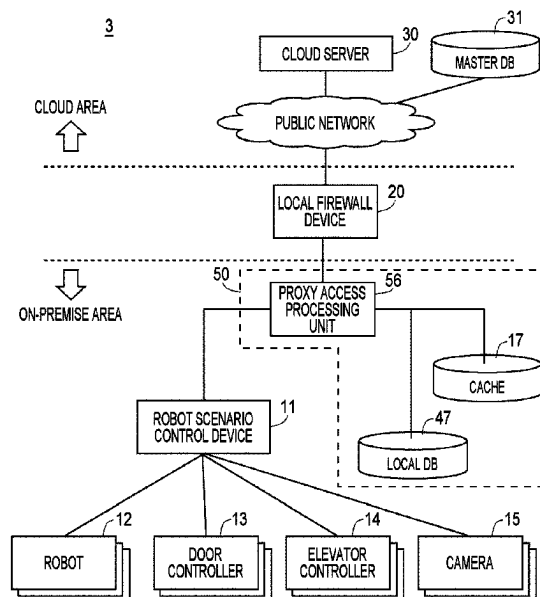 3
30
CLOUD SERVER
31
MASTER DB
CLOUD AREA
PUBLIC NETWORK
20
LOCAL FIREWALL
DEVICE
50
56
PROXY ACCESS
PROCESSING
UNIT
ON-PREMISE AREA
17
CACHE
11
ROBOT SCENARIO
CONTROL DEVICE
47
LOCAL DB
12
ROBOT
13
DOOR
CONTROLLER
14
ELEVATOR
CONTROLLER
15
CAMERA